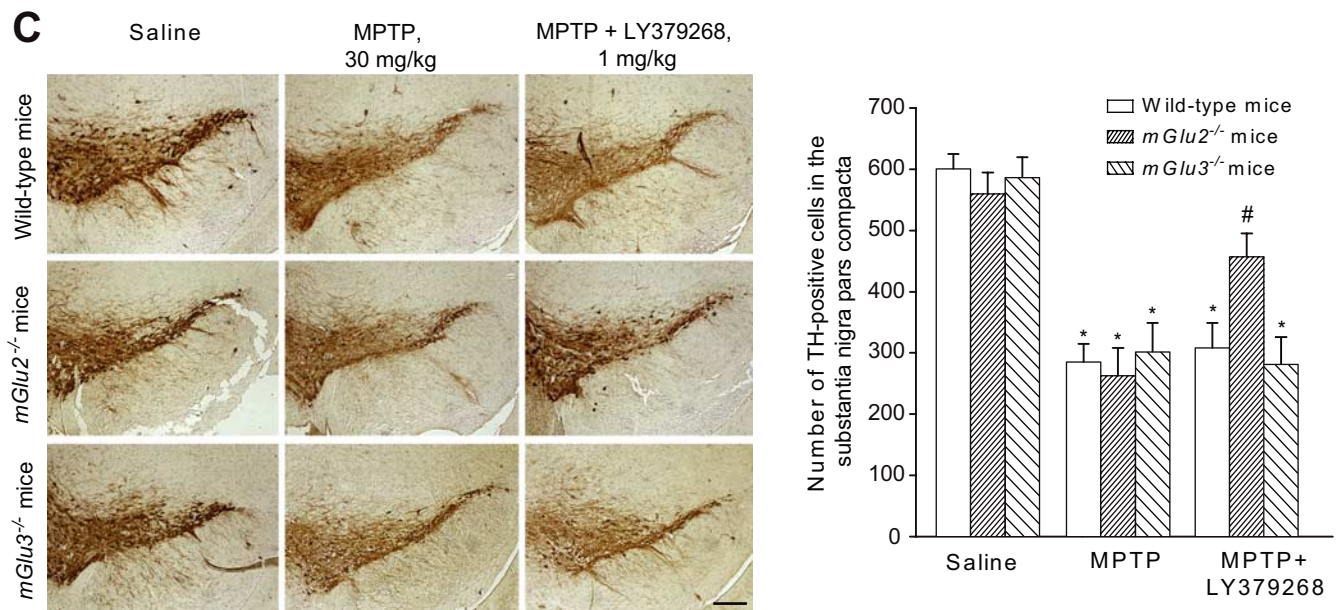 C
Saline
MPTP,
30 mg/kg
MPTP + LY379268,
1 mg/kg
Wild-type mice
mGlu2-/- mice
mGlu3-/- mice
Number of TH-positive cells in the
substantia nigra pars compacta
700
600
500
400
300
200
100
0
Wild-type mice
mGlu2-/- mice
mGlu3-/- mice
*
*
*
*
#
*
Saline
MPTP
MPTP+
LY379268